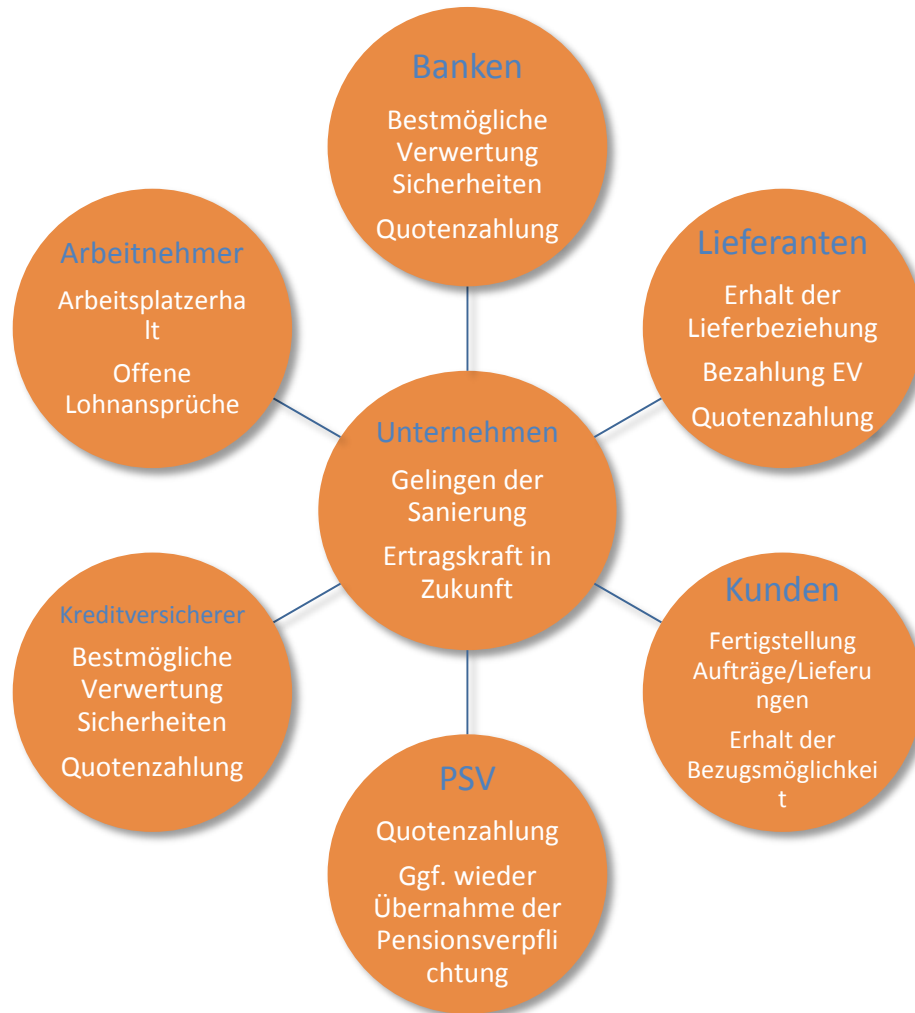 Banken
Bestmögliche
Verwertung
Sicherheiten
Quotenzahlung
Arbeitnehmer
Arbeitsplatzerha
lt
Offene
Lohnansprüche
Lieferanten
Erhalt der
Lieferbeziehung
Bezahlung EV
Quotenzahlung
Unternehmen
Gelingen der
Sanierung
Ertragskraft in
Zukunft
Kreditversicherer
Bestmögliche
Verwertung
Sicherheiten
Quotenzahlung
Kunden
Fertigstellung
Aufträge/Lieferu
ngen
Erhalt der
Bezugsmöglichkei
t
PSV
Quotenzahlung
Ggf. wieder
Übernahme der
Pensionsverpfli
chtung